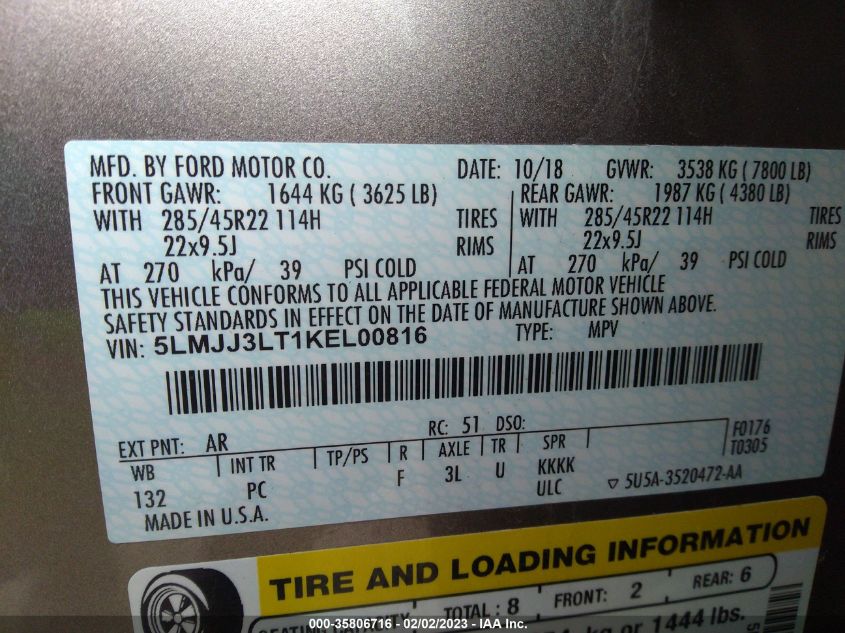 MFD. BY FORD MOTOR CO. DATE: 10/18 GVWR: 3538 KG ( 7800 LB)
FRONT GAWR: 1644 KG ( 3625 LB) REAR GAWR: 1987 KG ( 4380 LB)
WITH 285/45R22 114H TIRES WITH 285/45R22 114H TIRES
22x9.5J RIMS 22x9.5J RIMS
AT 270 kPa/ 39 PSI COLD AT 270 kPa/ 39 PSI COLD
THIS VEHICLE CONFORMS TO ALL APPLICABLE FEDERAL MOTOR VEHICLE
SAFETY STANDARDS IN EFFECT ON THE DATE OF MANUFACTURE SHOWN ABOVE.
VIN: 5LMJJ3LT1KEL00816 TYPE: MPV
EXT PNT: AR RC: 51 DSO: F0176
T0305
WB INT TR TP/PS R AXLE TR SPR
132 PC F 3L U KKKK
ULC 5U5A-3520472-AA
MADE IN U.S.A.
TIRE AND LOADING INFORMATION
SEATING CAPACITY TOTAL : 8 FRONT: 2 REAR: 6
kg or 1444 lbs.
000-35806716 - 02/02/2023 - IAA Inc.